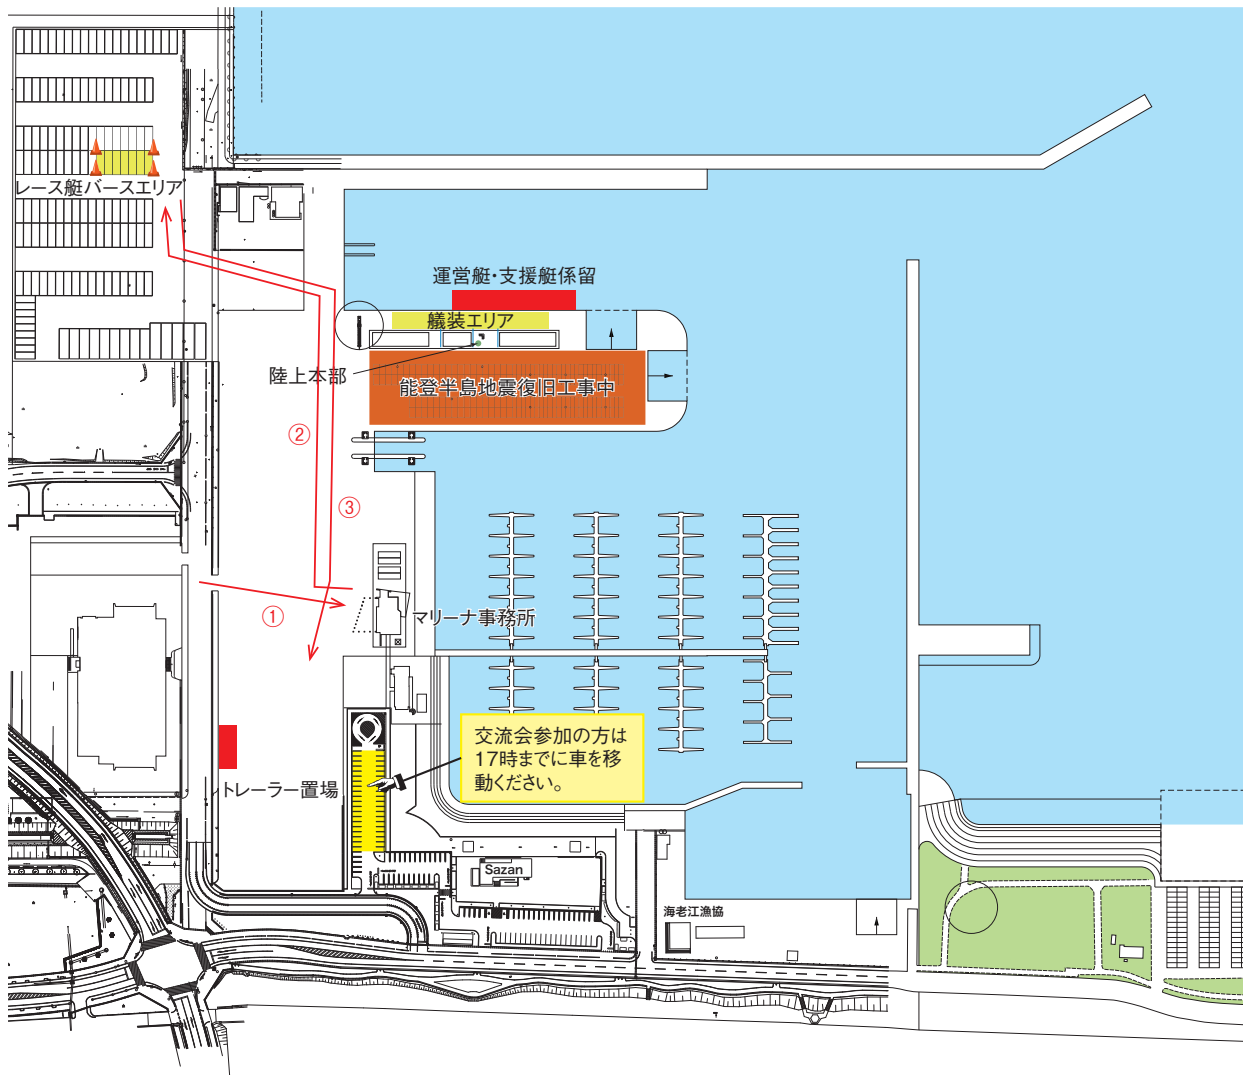 レース艇バースエリア
運営艇・支援艇係留
艤装エリア
陸上本部
能登半島地震復旧工事中
②
③
①
マリーナ事務所
交流会参加の方は
17時までに車を移
動ください。
トレーラー置場
Sazan
海老江漁協